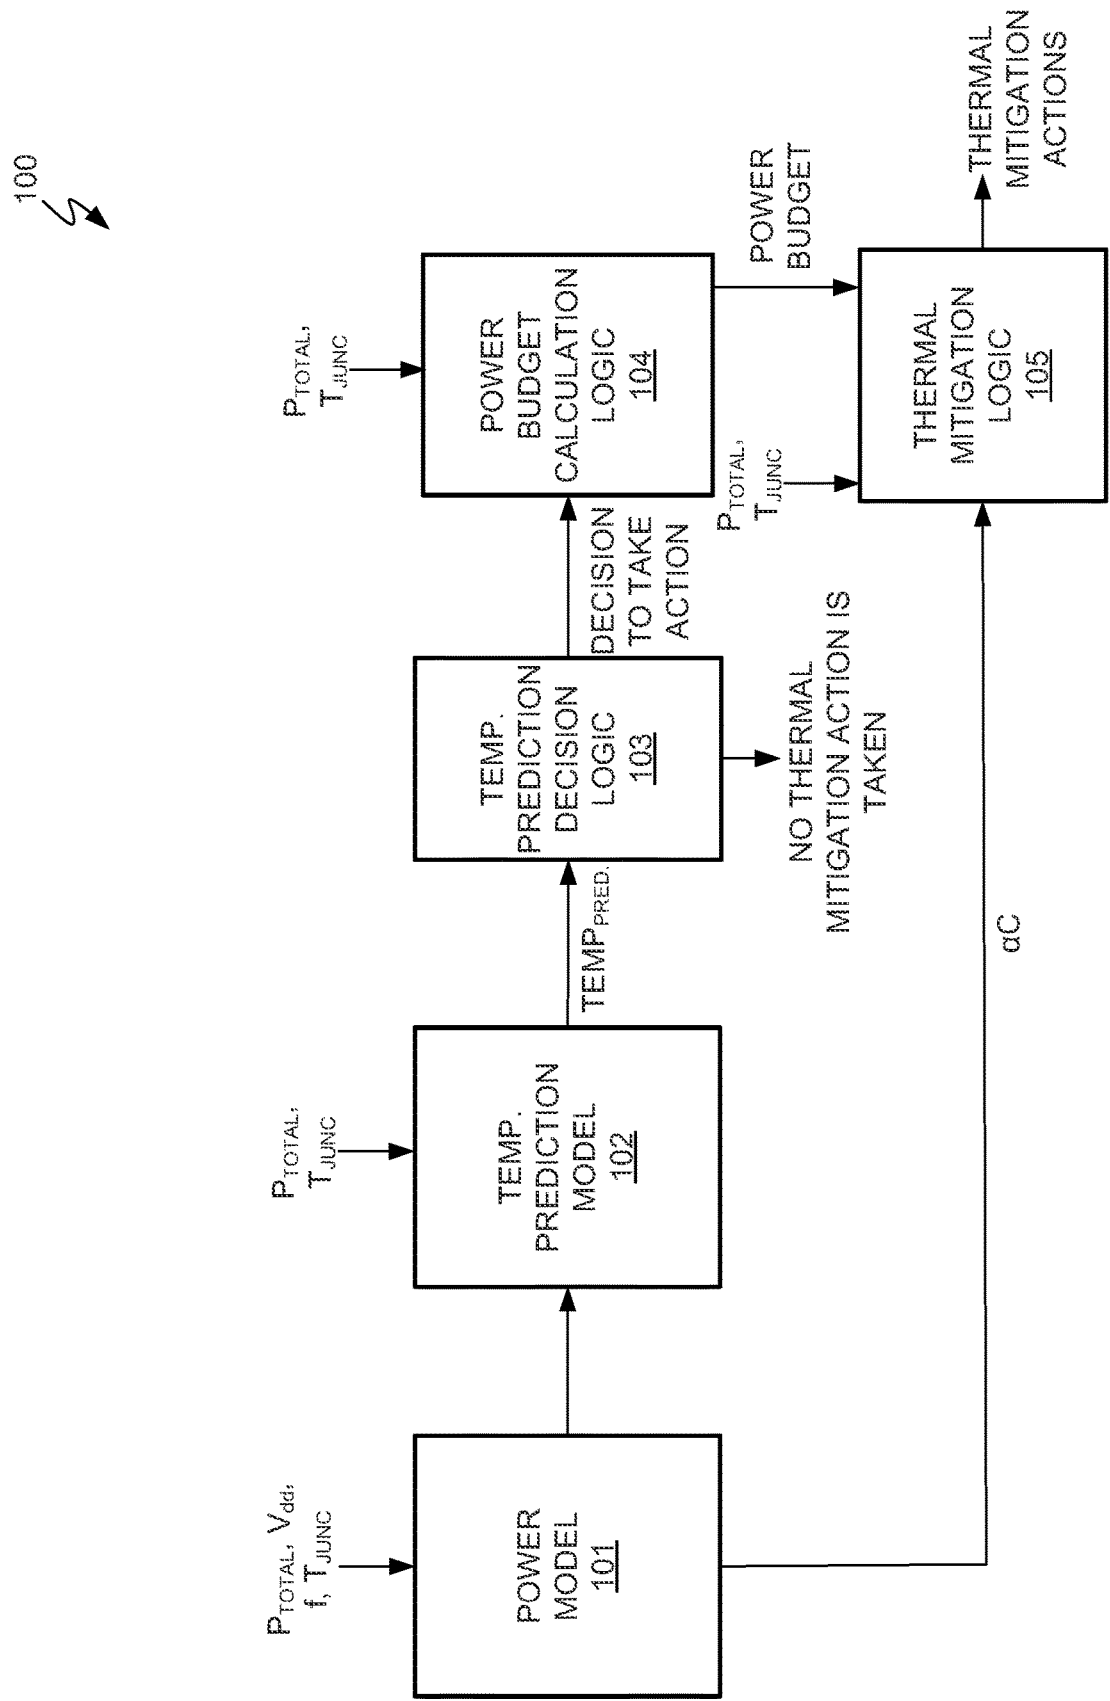 100
P_TOTAL, V_dd,
f, T_JUNC
POWER
MODEL
101
P_TOTAL,
T_JUNC
TEMP.
PREDICTION
MODEL
102
TEMP_PRED.
TEMP.
PREDICTION
DECISION
LOGIC
103
NO THERMAL
MITIGATION ACTION IS
TAKEN
DECISION
TO TAKE
ACTION
P_TOTAL,
T_JUNC
POWER
BUDGET
CALCULATION
LOGIC
104
POWER
BUDGET
αC
P_TOTAL,
T_JUNC
THERMAL
MITIGATION
LOGIC
105
THERMAL
MITIGATION
ACTIONS